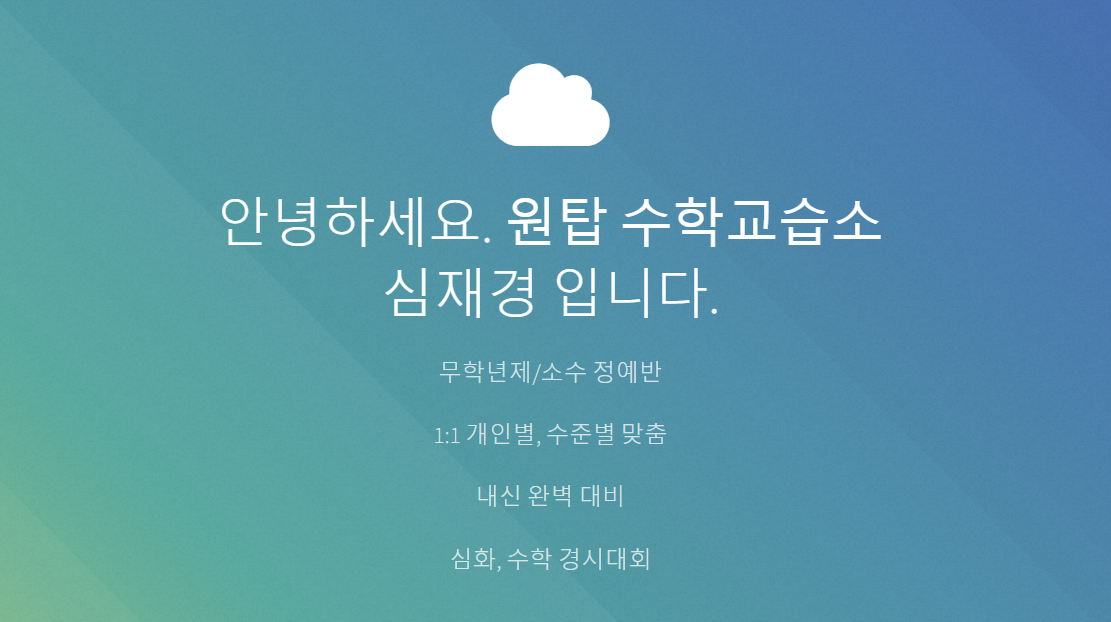 안녕하세요. 원탑 수학교습소
심재경 입니다.
무학년제/소수 정예반
1:1 개인별, 수준별 맞춤
내신 완벽 대비
심화, 수학 경시대회